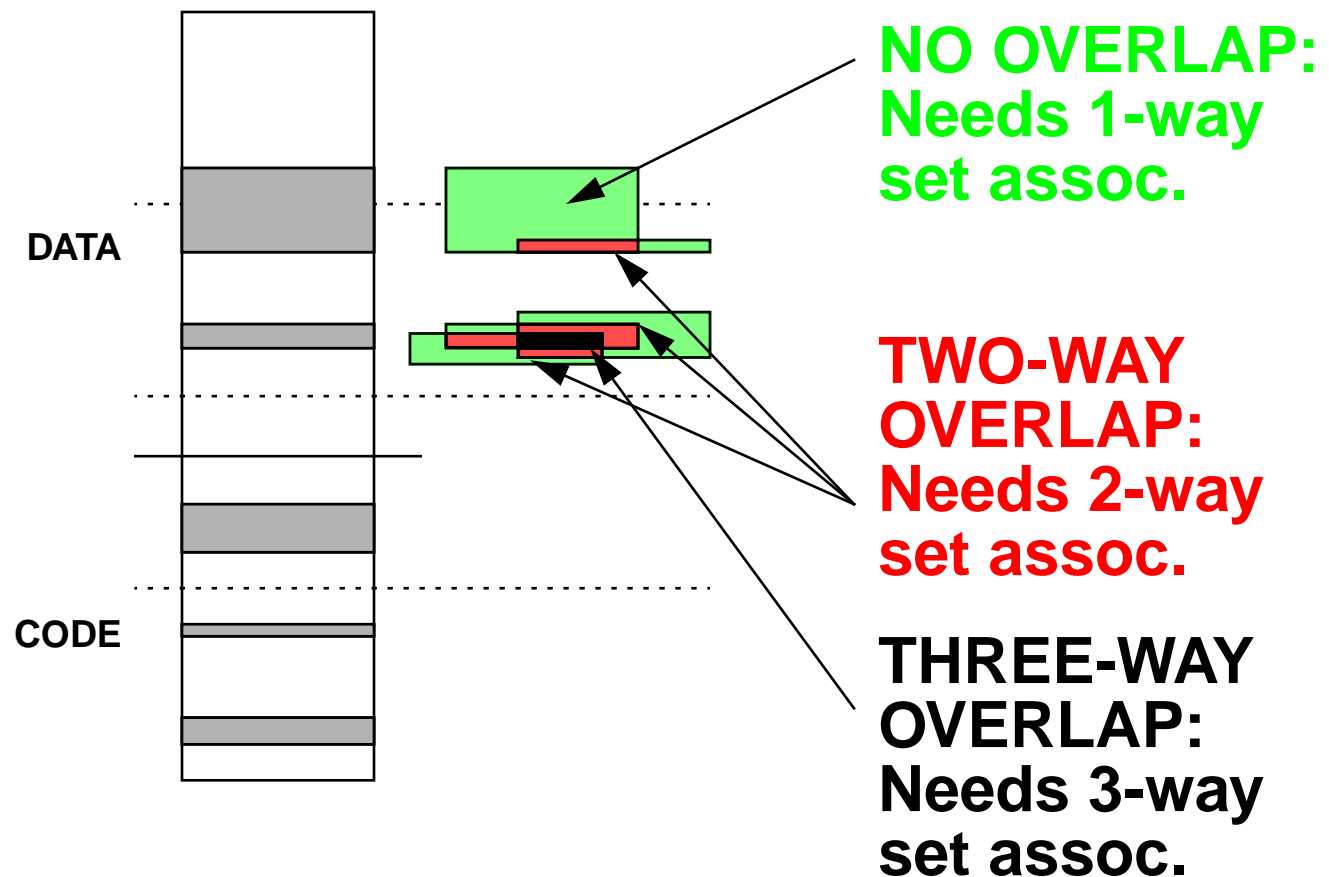 NO OVERLAP:
Needs 1-way
set assoc.
DATA
TWO-WAY
OVERLAP:
Needs 2-way
set assoc.
CODE
THREE-WAY
OVERLAP:
Needs 3-way
set assoc.